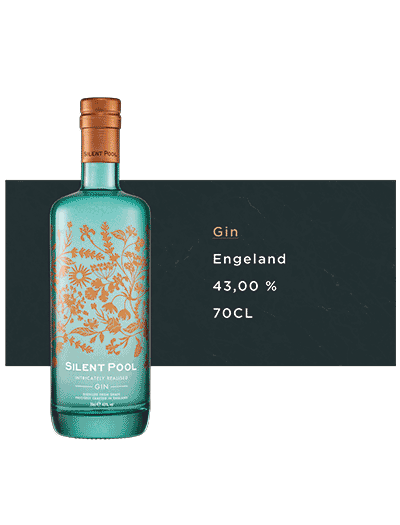 SILENT POOL
SILENT POOL
INTRICATELY REALISED
GIN
Gin
Engeland
43,00 %
70CL